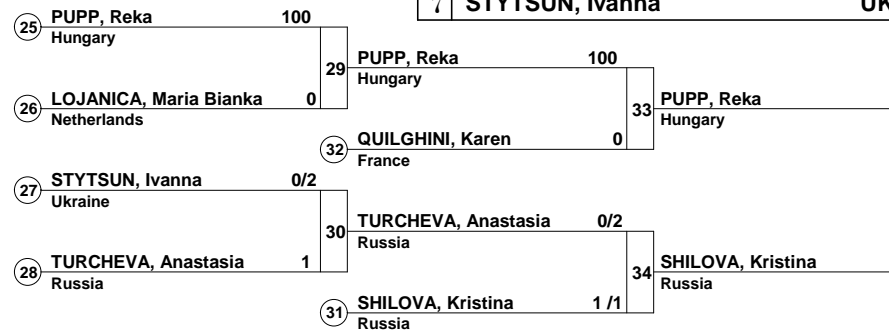 7 STYTSUN, Ivanna UK
25 PUPP, Reka 100
Hungary
29 PUPP, Reka 100
Hungary
26 LOJANICA, Maria Bianka 0
Netherlands
33 PUPP, Reka
Hungary
32 QUILGHINI, Karen 0
France
27 STYTSUN, Ivanna 0/2
Ukraine
30 TURCHEVA, Anastasia 0/2
Russia
28 TURCHEVA, Anastasia 1
Russia
34 SHILOVA, Kristina
Russia
31 SHILOVA, Kristina 1 /1
Russia